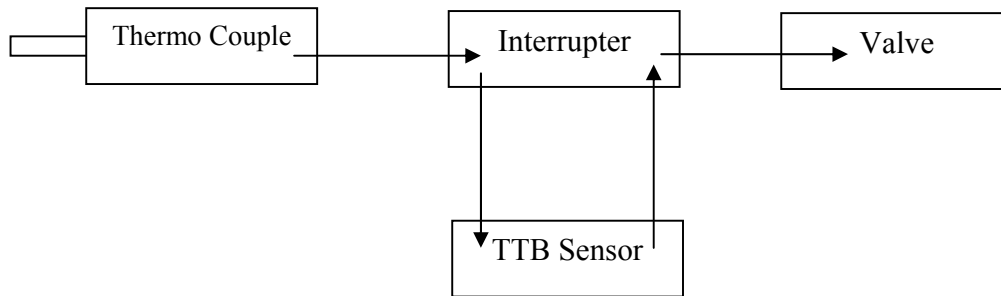 Thermo Couple
Interrupter
Valve
TTB Sensor